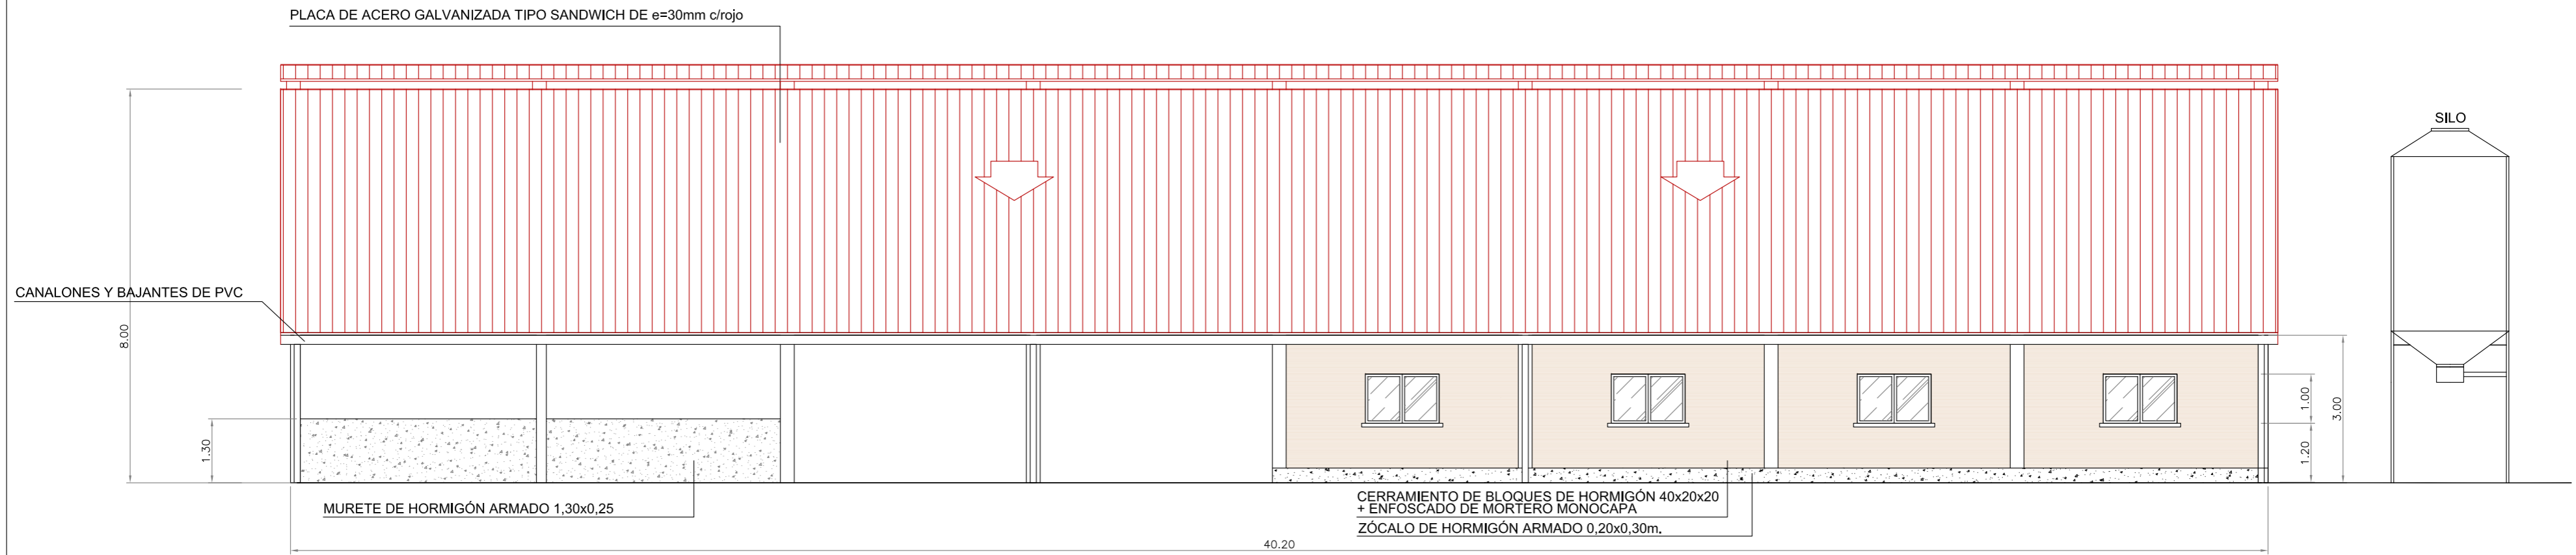 PLACA DE ACERO GALVANIZADA TIPO SANDWICH DE e=30mm c/rojo
SILO
CANALONES Y BAJANTES DE PVC
8.00
1.30
1.00
3.00
1.20
MURETE DE HORMIGÓN ARMADO 1,30x0,25
CERRAMIENTO DE BLOQUES DE HORMIGÓN 40x20x20
+ ENFOSCADO DE MORTERO MONOCAPA
ZÓCALO DE HORMIGÓN ARMADO 0,20x0,30m.
40.20